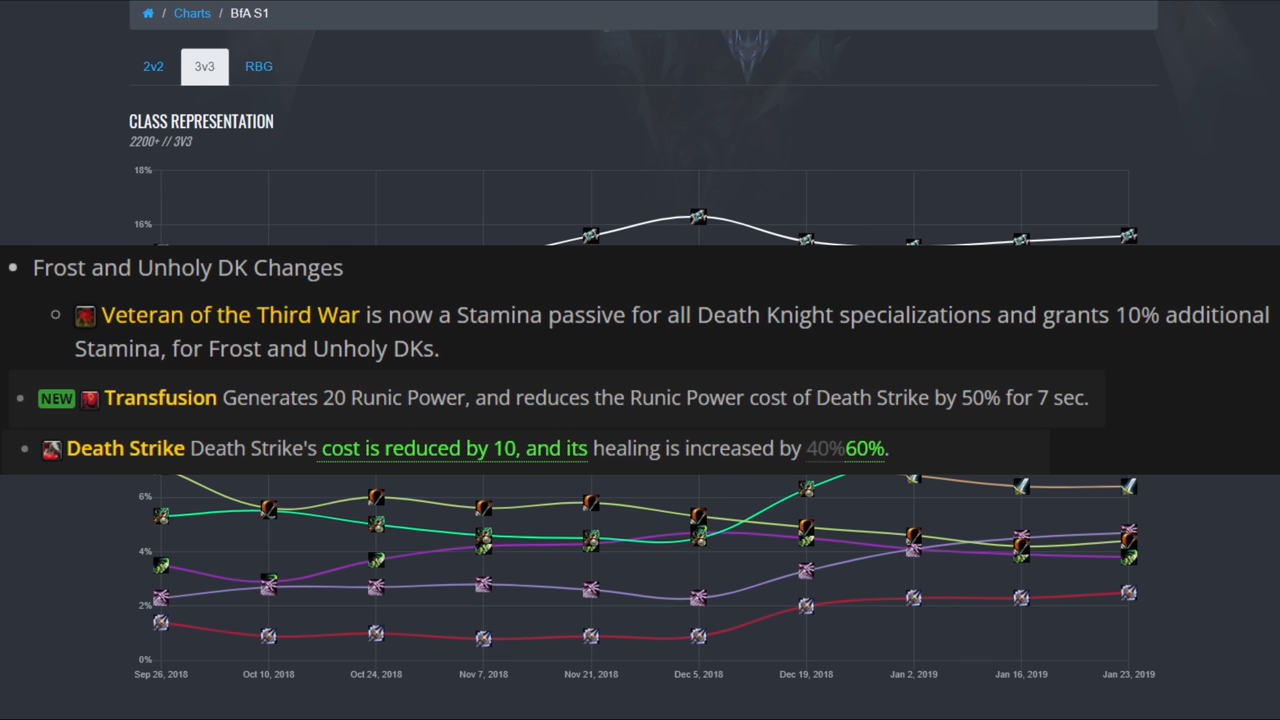 / Charts / BfA S1
2v2 3v3 RBG
CLASS REPRESENTATION
2200+ // 3V3
18%
16%
• Frost and Unholy DK Changes
Veteran of the Third War is now a Stamina passive for all Death Knight specializations and grants 10% additional
Stamina, for Frost and Unholy DKs.
• NEW Transfusion Generates 20 Runic Power, and reduces the Runic Power cost of Death Strike by 50% for 7 sec.
• Death Strike Death Strike's cost is reduced by 10, and its healing is increased by 40%60%.
6%
4%
2%
0%
Sep 26, 2018 Oct 10, 2018 Oct 24, 2018 Nov 7, 2018 Nov 21, 2018 Dec 5, 2018 Dec 19, 2018 Jan 2, 2019 Jan 16, 2019 Jan 23, 2019